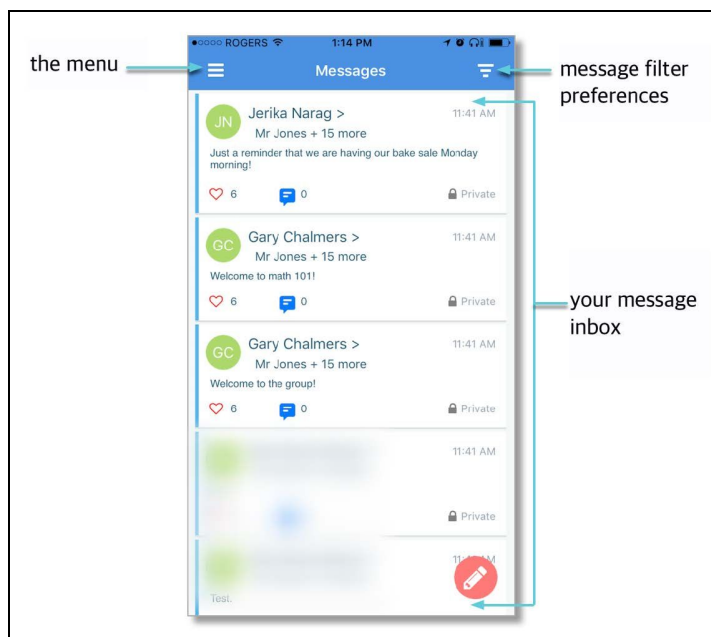 ROGERS 1:14 PM
the menu
Messages
message filter
preferences
JN Jerika Narag > 11:41 AM
Mr Jones + 15 more
Just a reminder that we are having our bake sale Monday
morning!
6 0 Private
GC Gary Chalmers > 11:41 AM
Mr Jones + 15 more
Welcome to math 101!
6 0 Private
your message
inbox
GC Gary Chalmers > 11:41 AM
Mr Jones + 15 more
Welcome to the group!
6 0 Private
11:41 AM
Private
Test.